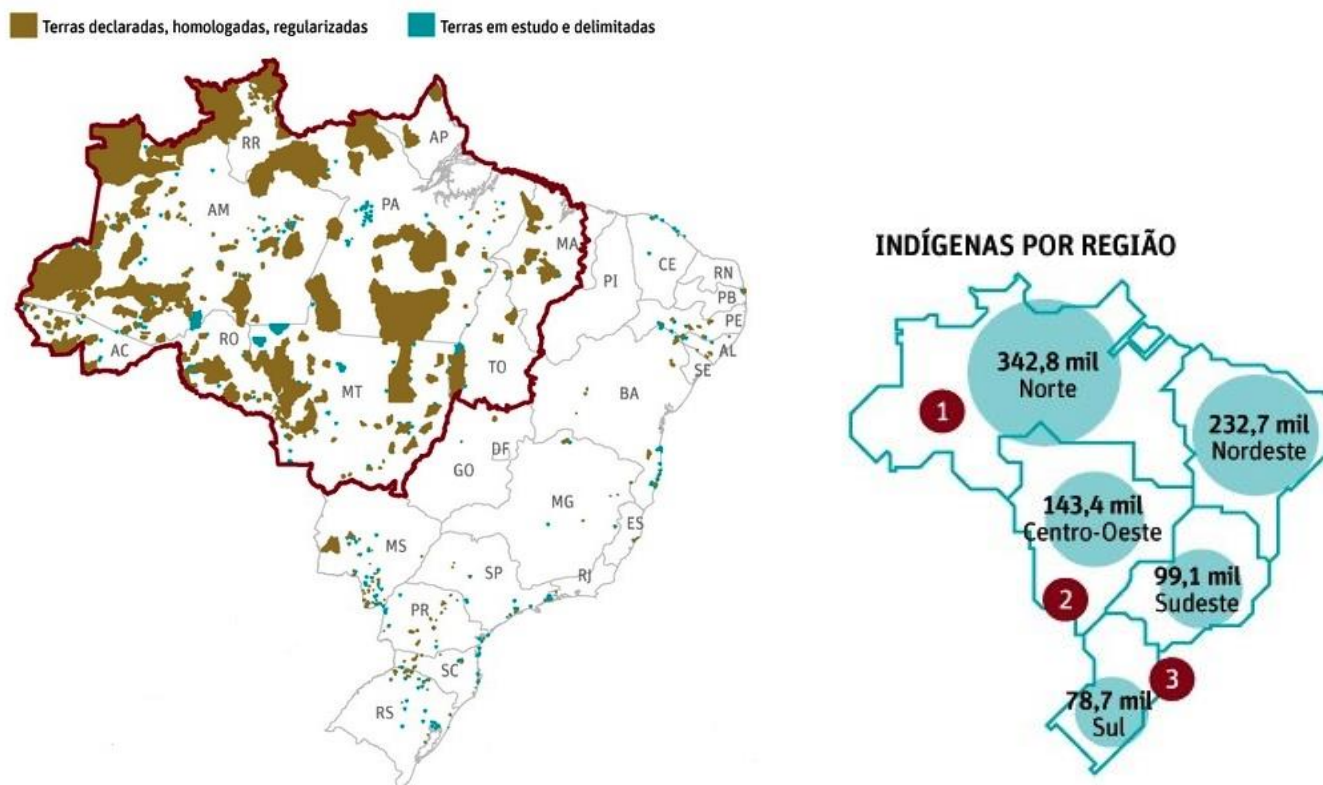 Terras declaradas, homologadas, regularizadas
Terras em estudo e delimitadas
RR
AP
AM
PA
MA
CE
RN
PI
PB
PE
AC
RO
TO
AL
SE
MT
BA
DF
GO
MG
ES
MS
SP
RJ
PR
SC
RS
INDÍGENAS POR REGIÃO
342,8 mil
Norte
1
232,7 mil
Nordeste
143,4 mil
Centro-Oeste
99,1 mil
Sudeste
2
3
78,7 mil
Sul